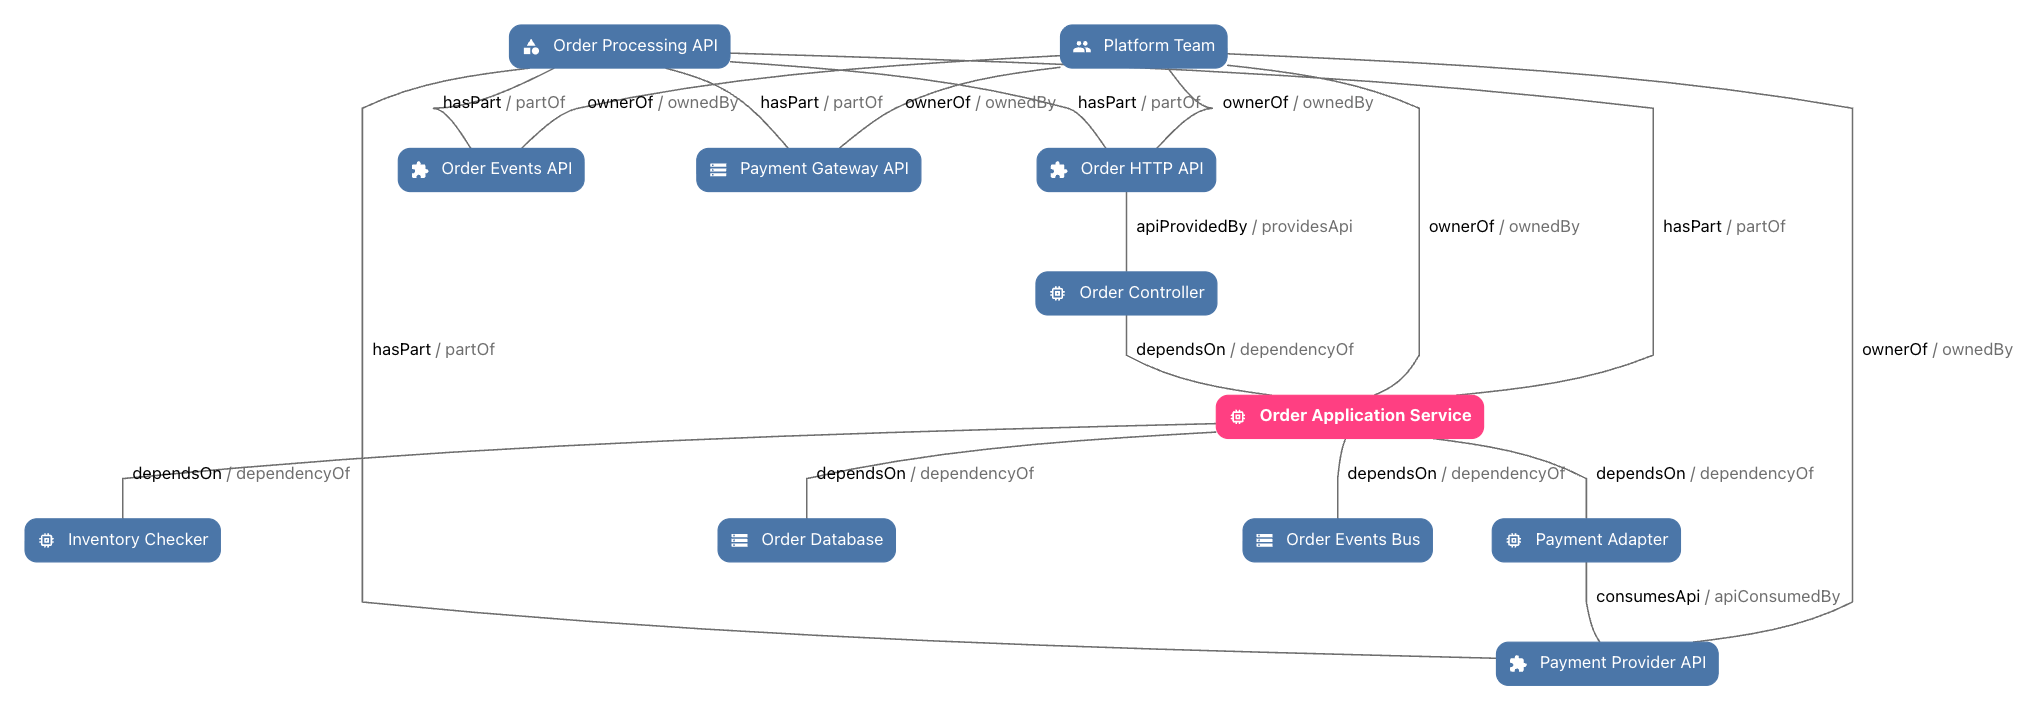 Order Processing API
Platform Team
hasPart / partOf
ownerOf / ownedBy
hasPart / partOf
ownerOf / ownedBy
hasPart / partOf
ownerOf / ownedBy
Order Events API
Payment Gateway API
Order HTTP API
apiProvidedBy / providesApi
ownerOf / ownedBy
hasPart / partOf
Order Controller
hasPart / partOf
dependsOn / dependencyOf
ownerOf / ownedBy
Order Application Service
dependsOn / dependencyOf
dependsOn / dependencyOf
dependsOn / dependencyOf
dependsOn / dependencyOf
Inventory Checker
Order Database
Order Events Bus
Payment Adapter
consumesApi / apiConsumedBy
Payment Provider API